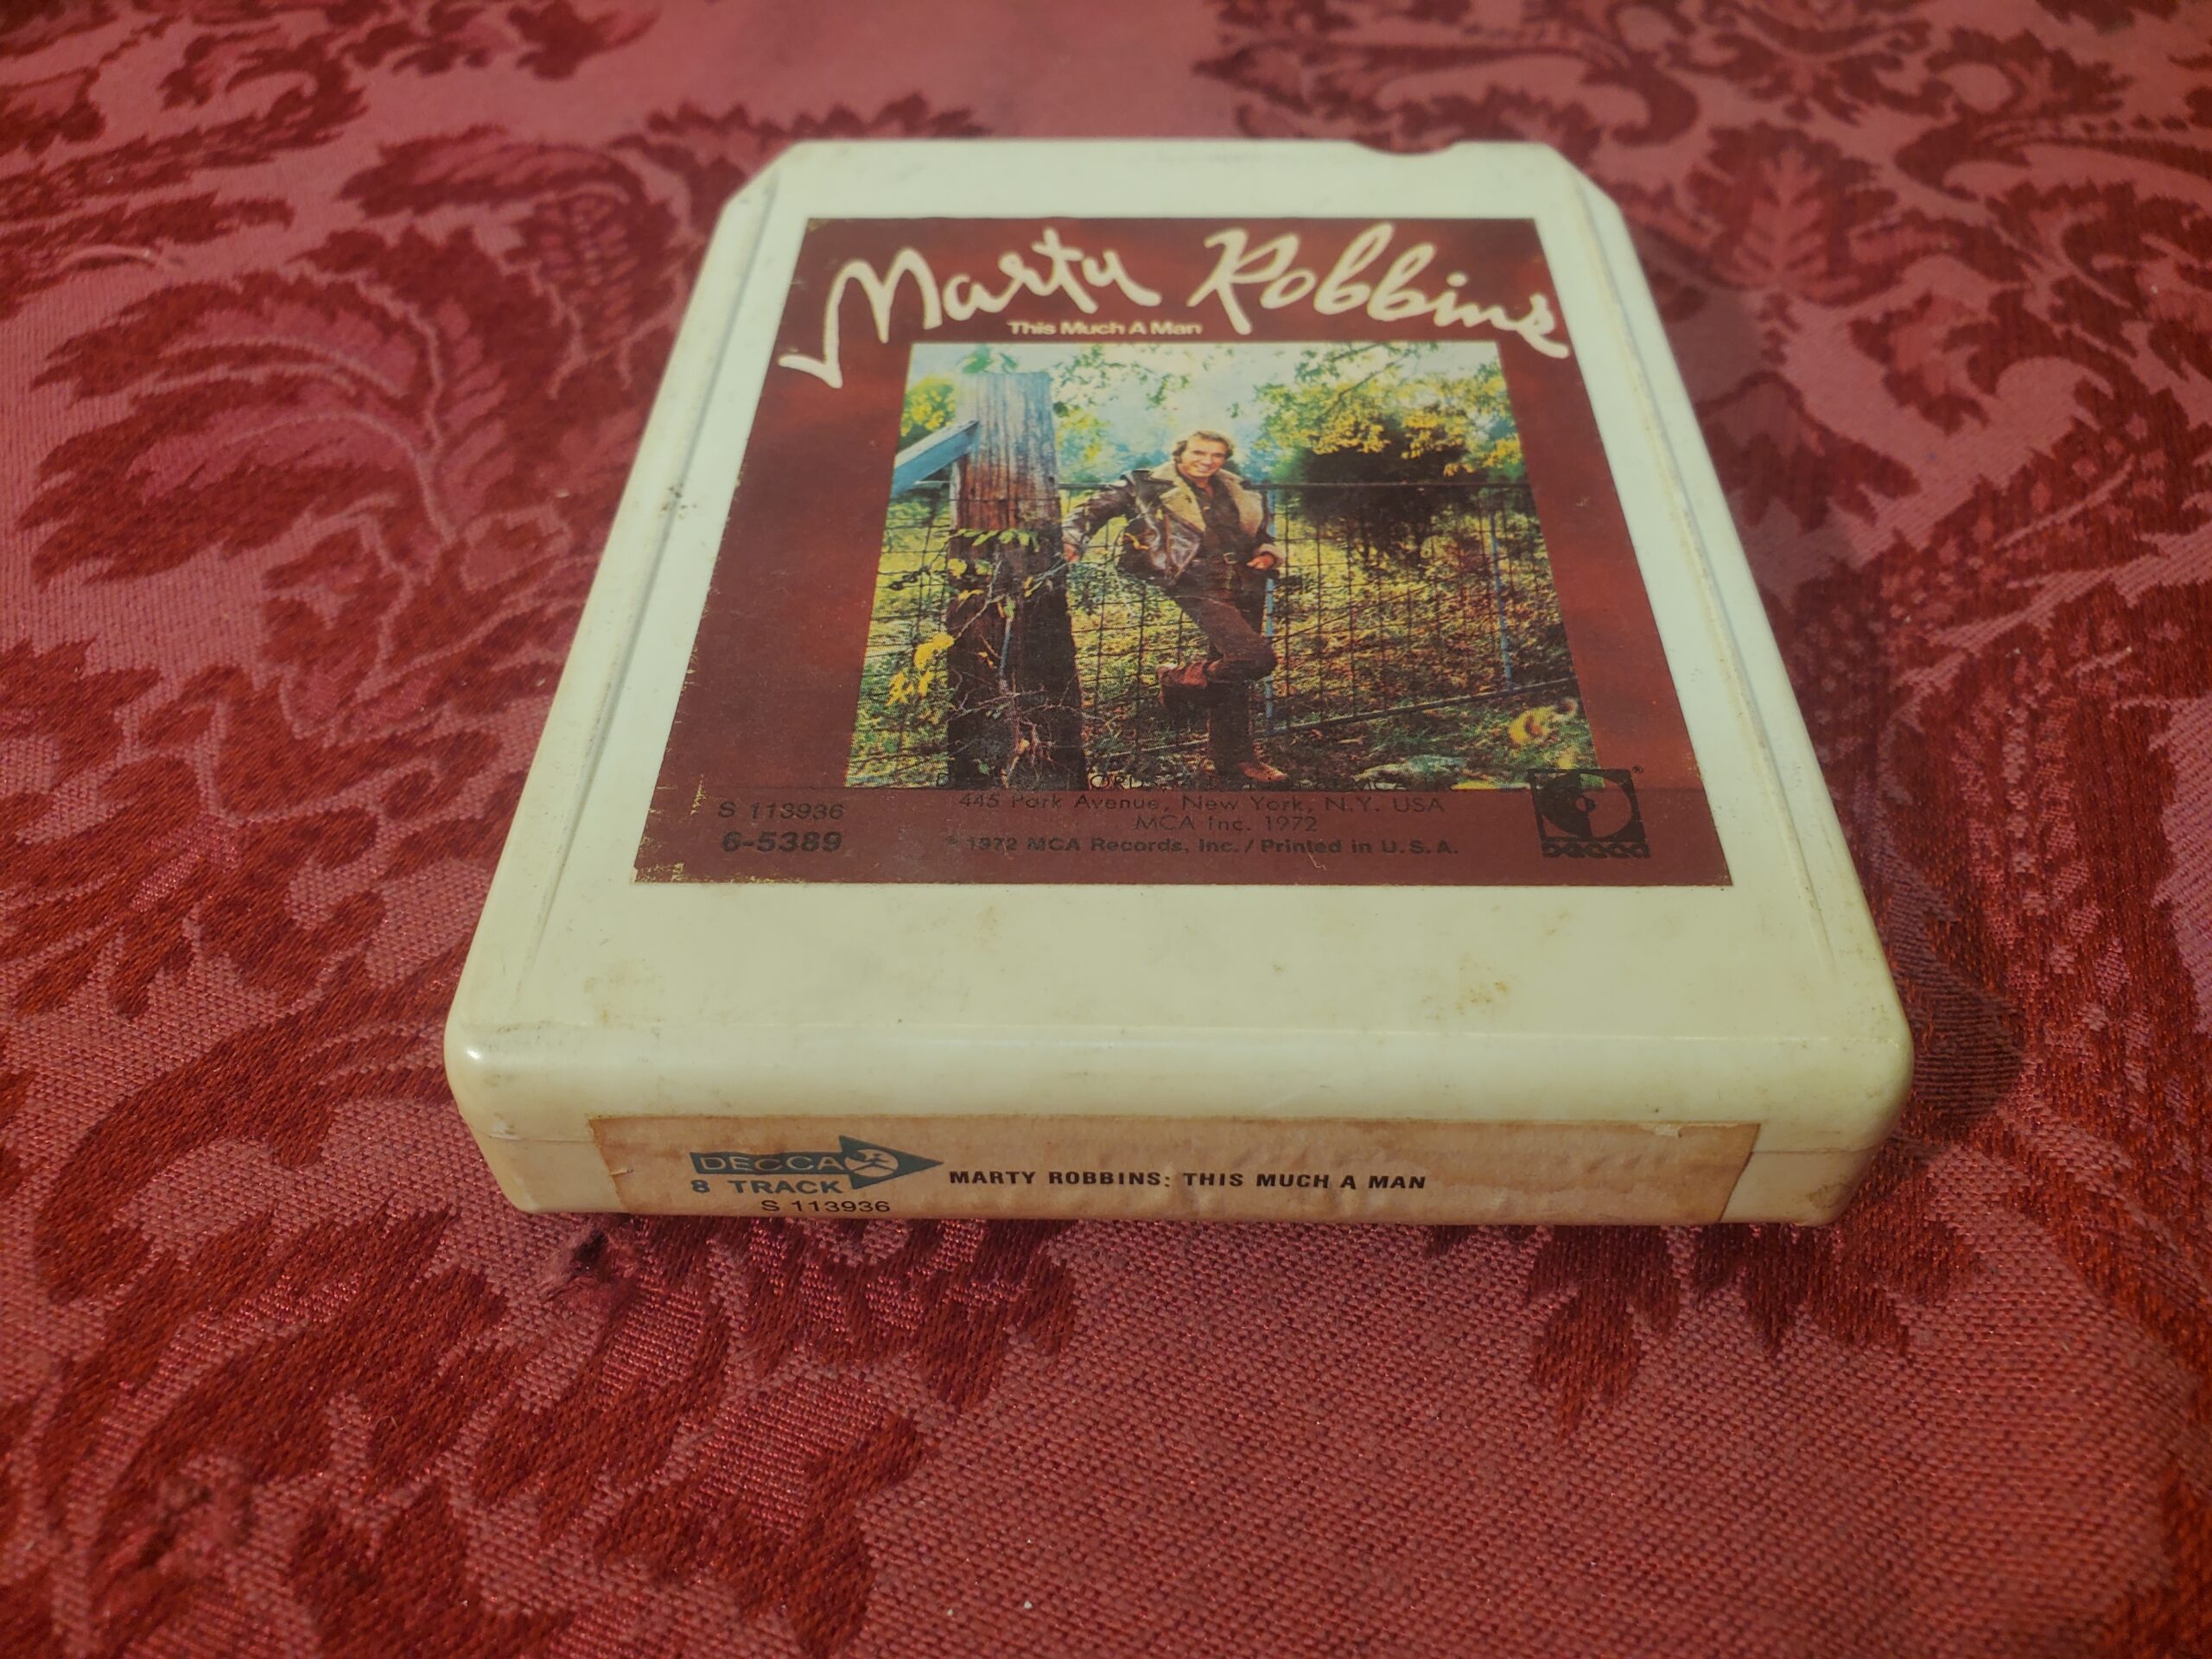 Marty Robbins
This Much A Man
S 113936
6-5389
445 Park Avenue, New York, N.Y. USA
MCA Inc. 1972
1972 MCA Records, Inc. / Printed in U.S.A.
®
DECCA
DECCA
8 TRACK
S 113936
MARTY ROBBINS: THIS MUCH A MAN